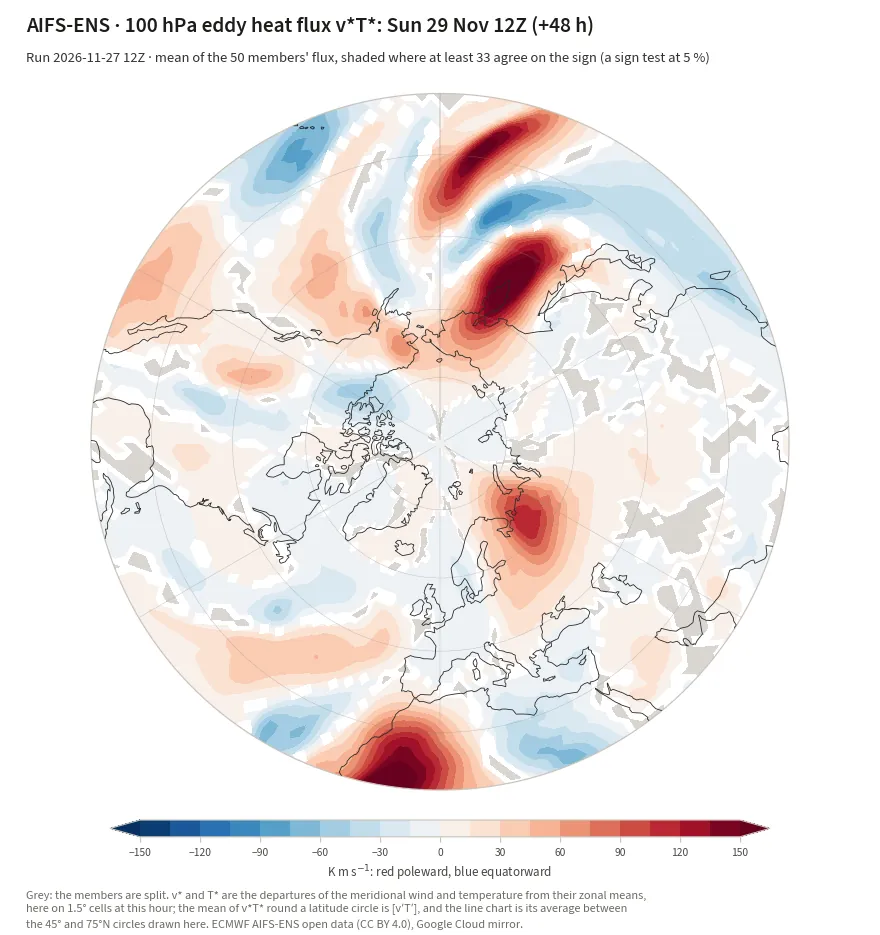 AIFS-ENS · 100 hPa eddy heat flux v*T*: Sun 29 Nov 12Z (+48 h)
Run 2026-11-27 12Z · mean of the 50 members' flux, shaded where at least 33 agree on the sign (a sign test at 5 %)
−150 −120 −90 −60 −30 0 30 60 90 120 150
K m s⁻¹: red poleward, blue equatorward
Grey: the members are split. v* and T* are the departures of the meridional wind and temperature from their zonal means,
here on 1.5° cells at this hour; the mean of v*T* round a latitude circle is [v′T′], and the line chart is its average between
the 45° and 75°N circles drawn here. ECMWF AIFS-ENS open data (CC BY 4.0), Google Cloud mirror.